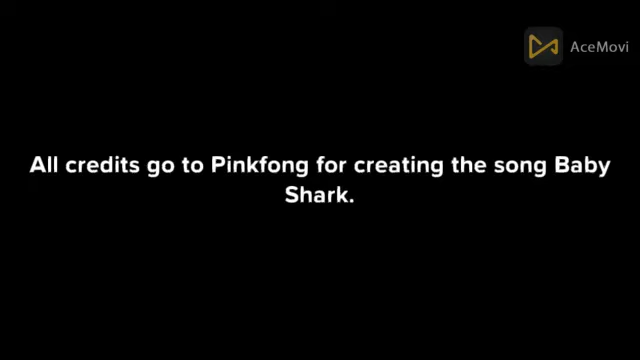 AceMovi
All credits go to Pinkfong for creating the song Baby
Shark.